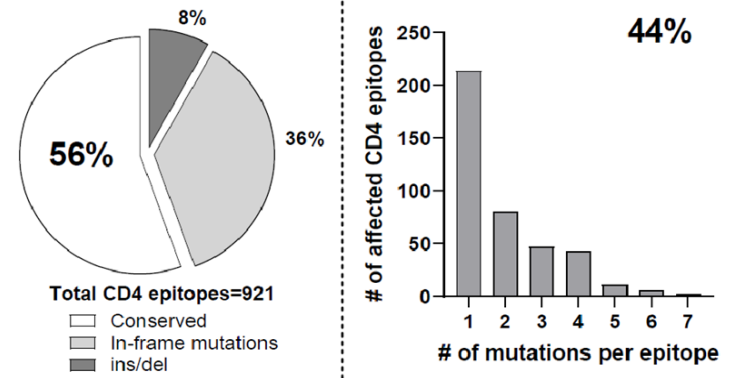 8%
56%
36%
Total CD4 epitopes=921
Conserved
In-frame mutations
ins/del
44%
# of affected CD4 epitopes
250
200
150
100
50
0
1 2 3 4 5 6 7
# of mutations per epitope